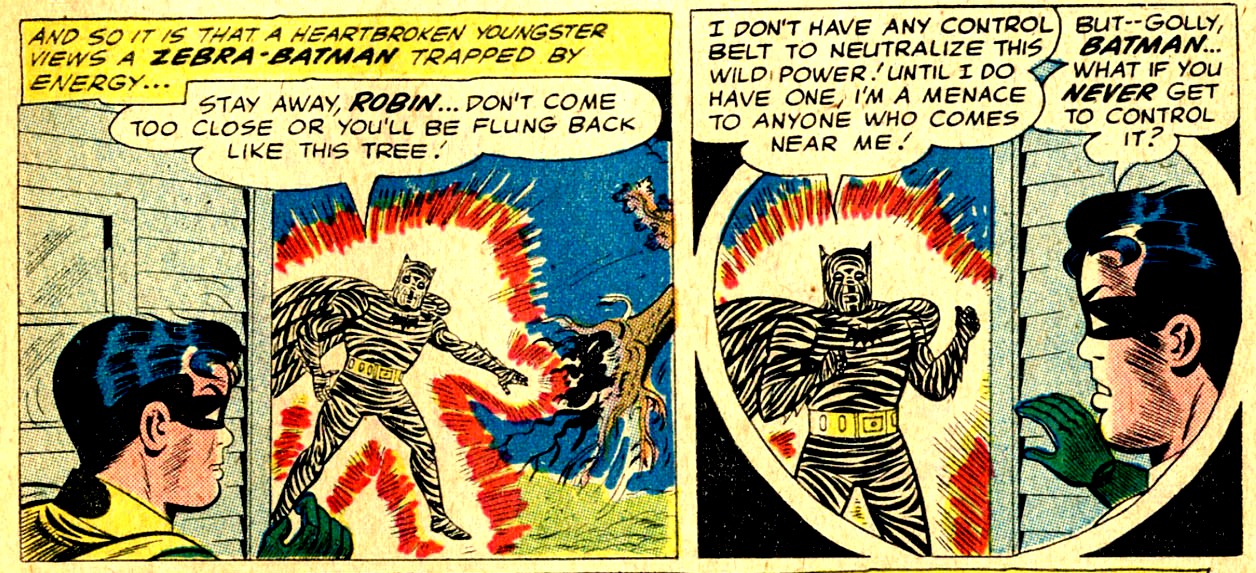 AND SO IT IS THAT A HEARTBROKEN YOUNGSTER
VIEWS A ZEBRA-BATMAN TRAPPED BY
ENERGY...
STAY AWAY, ROBIN... DON'T COME
TOO CLOSE OR YOU'LL BE FLUNG BACK
LIKE THIS TREE!
I DON'T HAVE ANY CONTROL
BELT TO NEUTRALIZE THIS
WILD POWER! UNTIL I DO
HAVE ONE, I'M A MENACE
TO ANYONE WHO COMES
NEAR ME!
BUT--GOLLY,
BATMAN...
WHAT IF YOU
NEVER GET
TO CONTROL
IT?